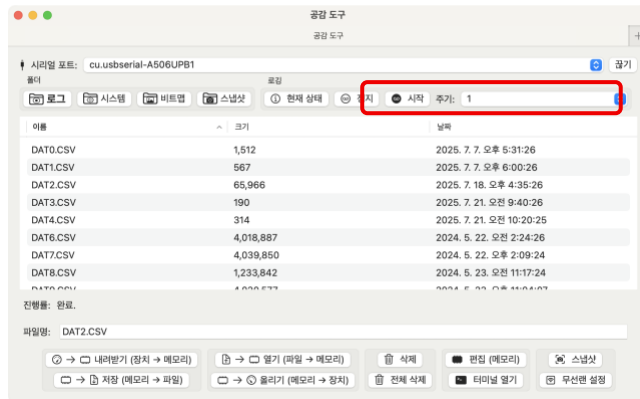 공감 도구
공감 도구
시리얼 포트: cu.usbserial-A506UPB1 끊기
폴더 로깅
로그 시스템 비트맵 스냅샷 현재 상태 시작 주기: 1
이름 크기 날짜
DAT0.CSV 1,512 2025. 7. 7. 오후 5:31:26
DAT1.CSV 567 2025. 7. 7. 오후 6:00:26
DAT2.CSV 65,966 2025. 7. 18. 오후 4:35:26
DAT3.CSV 190 2025. 7. 21. 오전 9:40:26
DAT4.CSV 314 2025. 7. 21. 오전 10:20:25
DAT6.CSV 4,018,887 2024. 5. 22. 오전 2:24:26
DAT7.CSV 4,039,850 2024. 5. 22. 오후 2:09:24
DAT8.CSV 1,233,842 2024. 5. 23. 오전 11:17:24
진행률: 완료.
파일명: DAT2.CSV
→ 내려받기 (장치 → 메모리) → 열기 (파일 → 메모리) 삭제 편집 (메모리) 스냅샷
→ 저장 (메모리 → 파일) → 올리기 (메모리 → 장치) 전체 삭제 터미널 열기 무선랜 설정